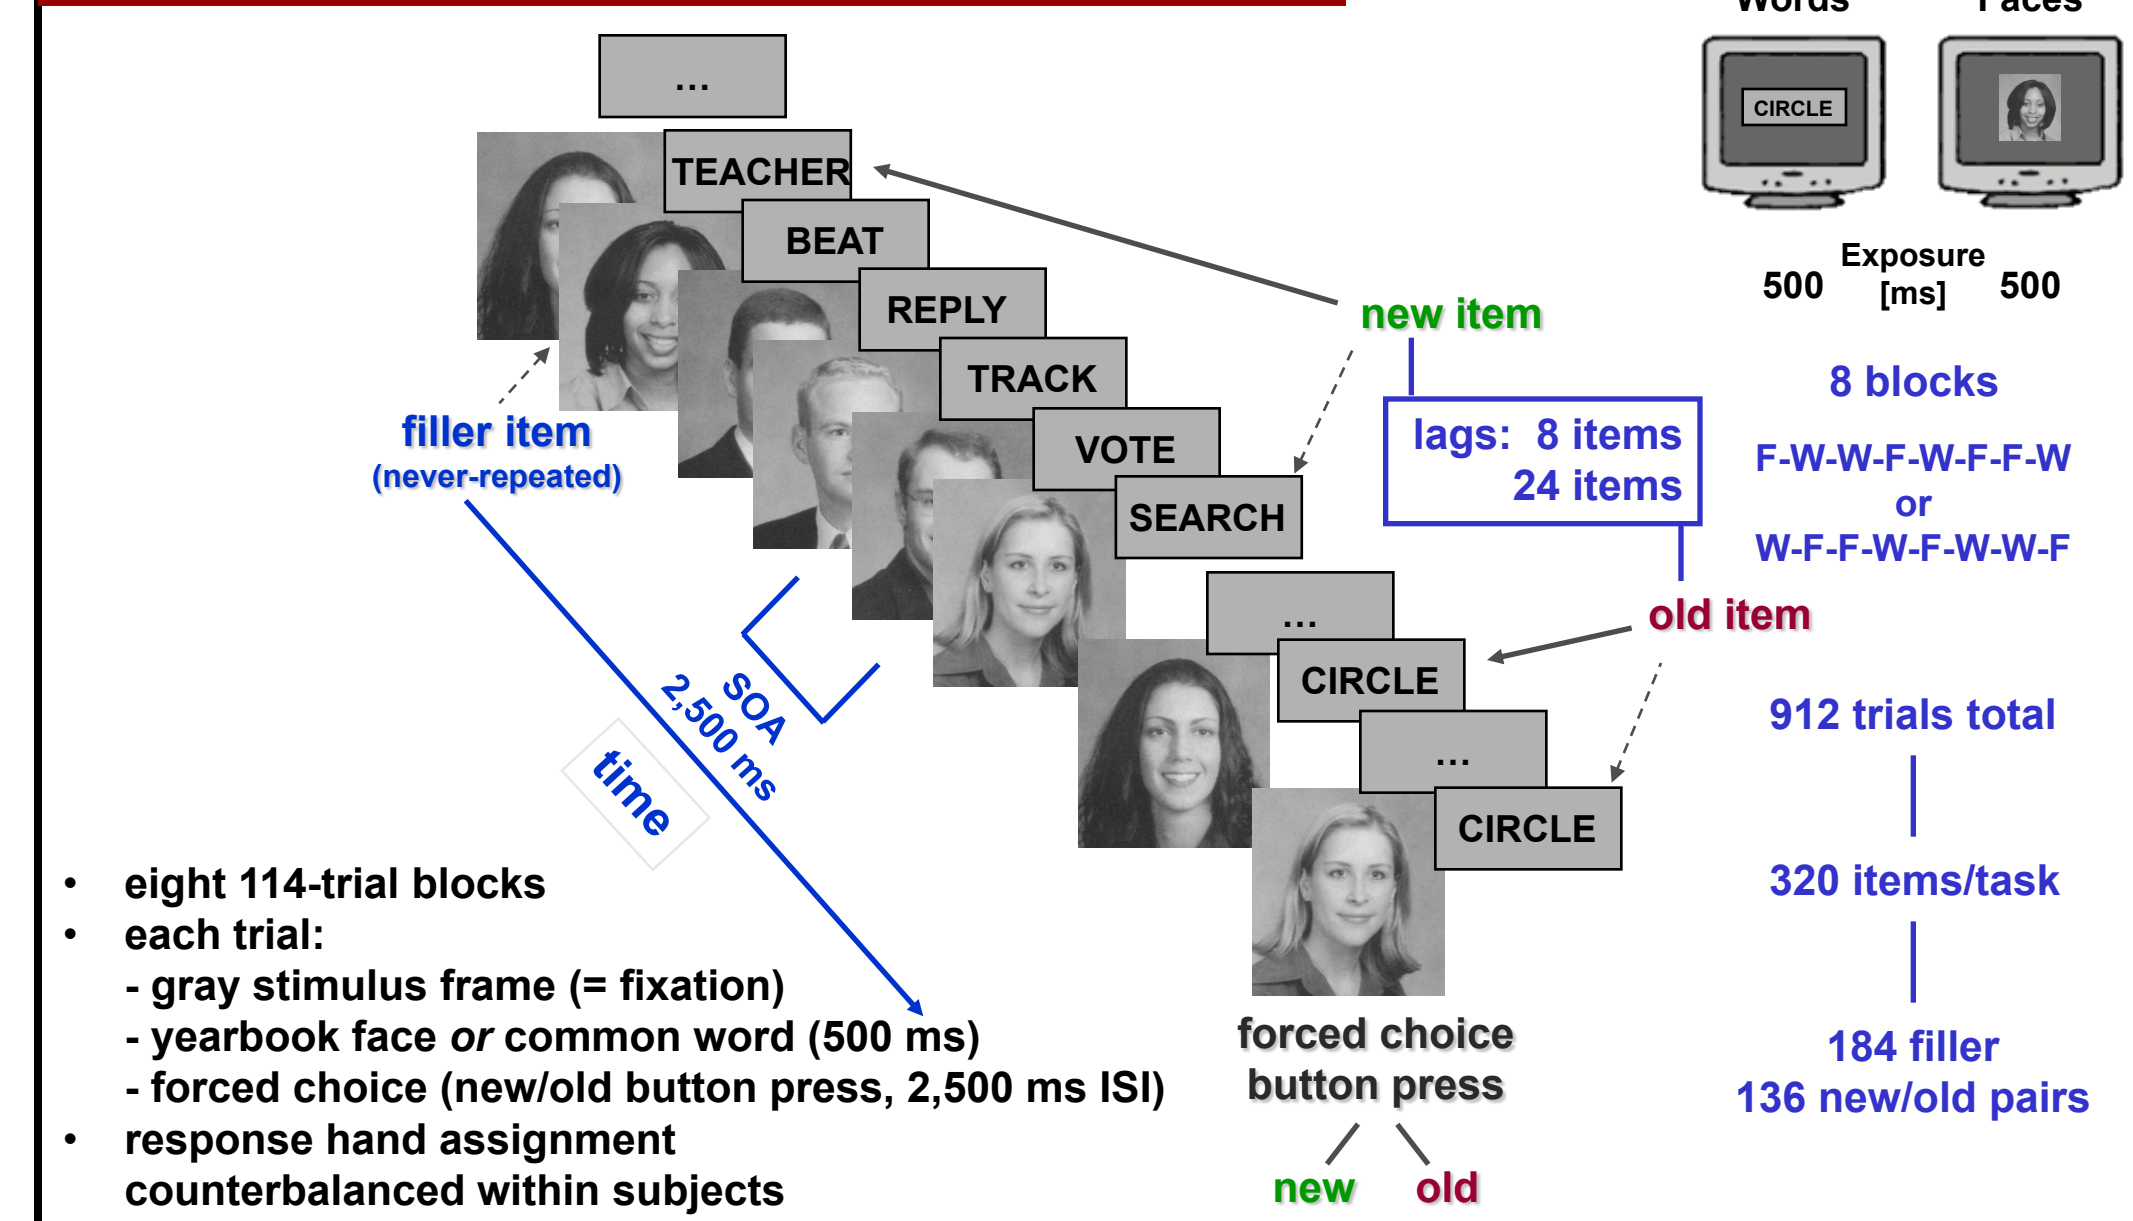 Words Faces
...
TEACHER
BEAT
REPLY
TRACK
VOTE
SEARCH
...
CIRCLE
...
CIRCLE
filler item
(never-repeated)
SOA
2,500 ms
time
new item
lags: 8 items
24 items
old item
forced choice
button press
new old
CIRCLE
Exposure
500 [ms] 500
8 blocks
F-W-W-F-W-F-F-W
or
W-F-F-W-F-W-W-F
912 trials total
320 items/task
184 filler
136 new/old pairs
• eight 114-trial blocks
• each trial:
- gray stimulus frame (= fixation)
- yearbook face or common word (500 ms)
- forced choice (new/old button press, 2,500 ms ISI)
• response hand assignment
counterbalanced within subjects